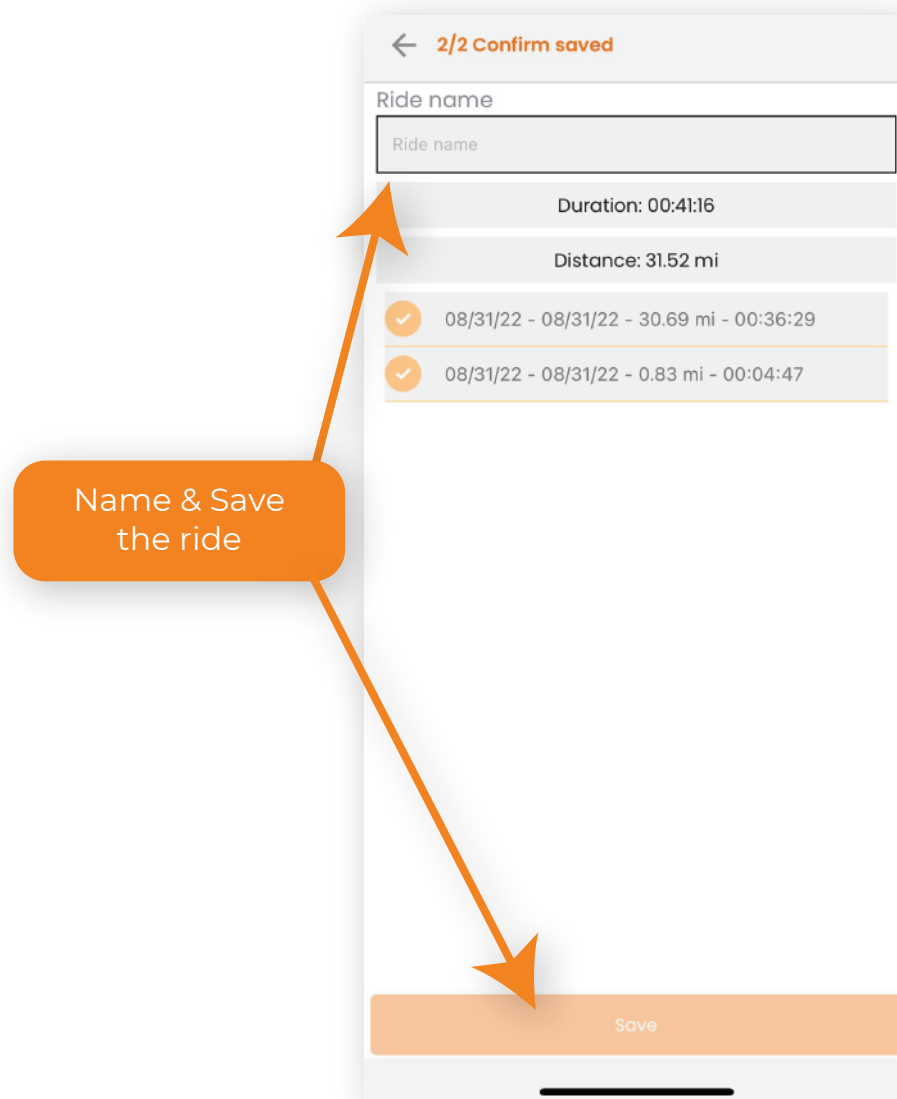 2/2 Confirm saved
Ride name
Ride name
Duration: 00:41:16
Distance: 31.52 mi
08/31/22 - 08/31/22 - 30.69 mi - 00:36:29
08/31/22 - 08/31/22 - 0.83 mi - 00:04:47
Name & Save
the ride
Save